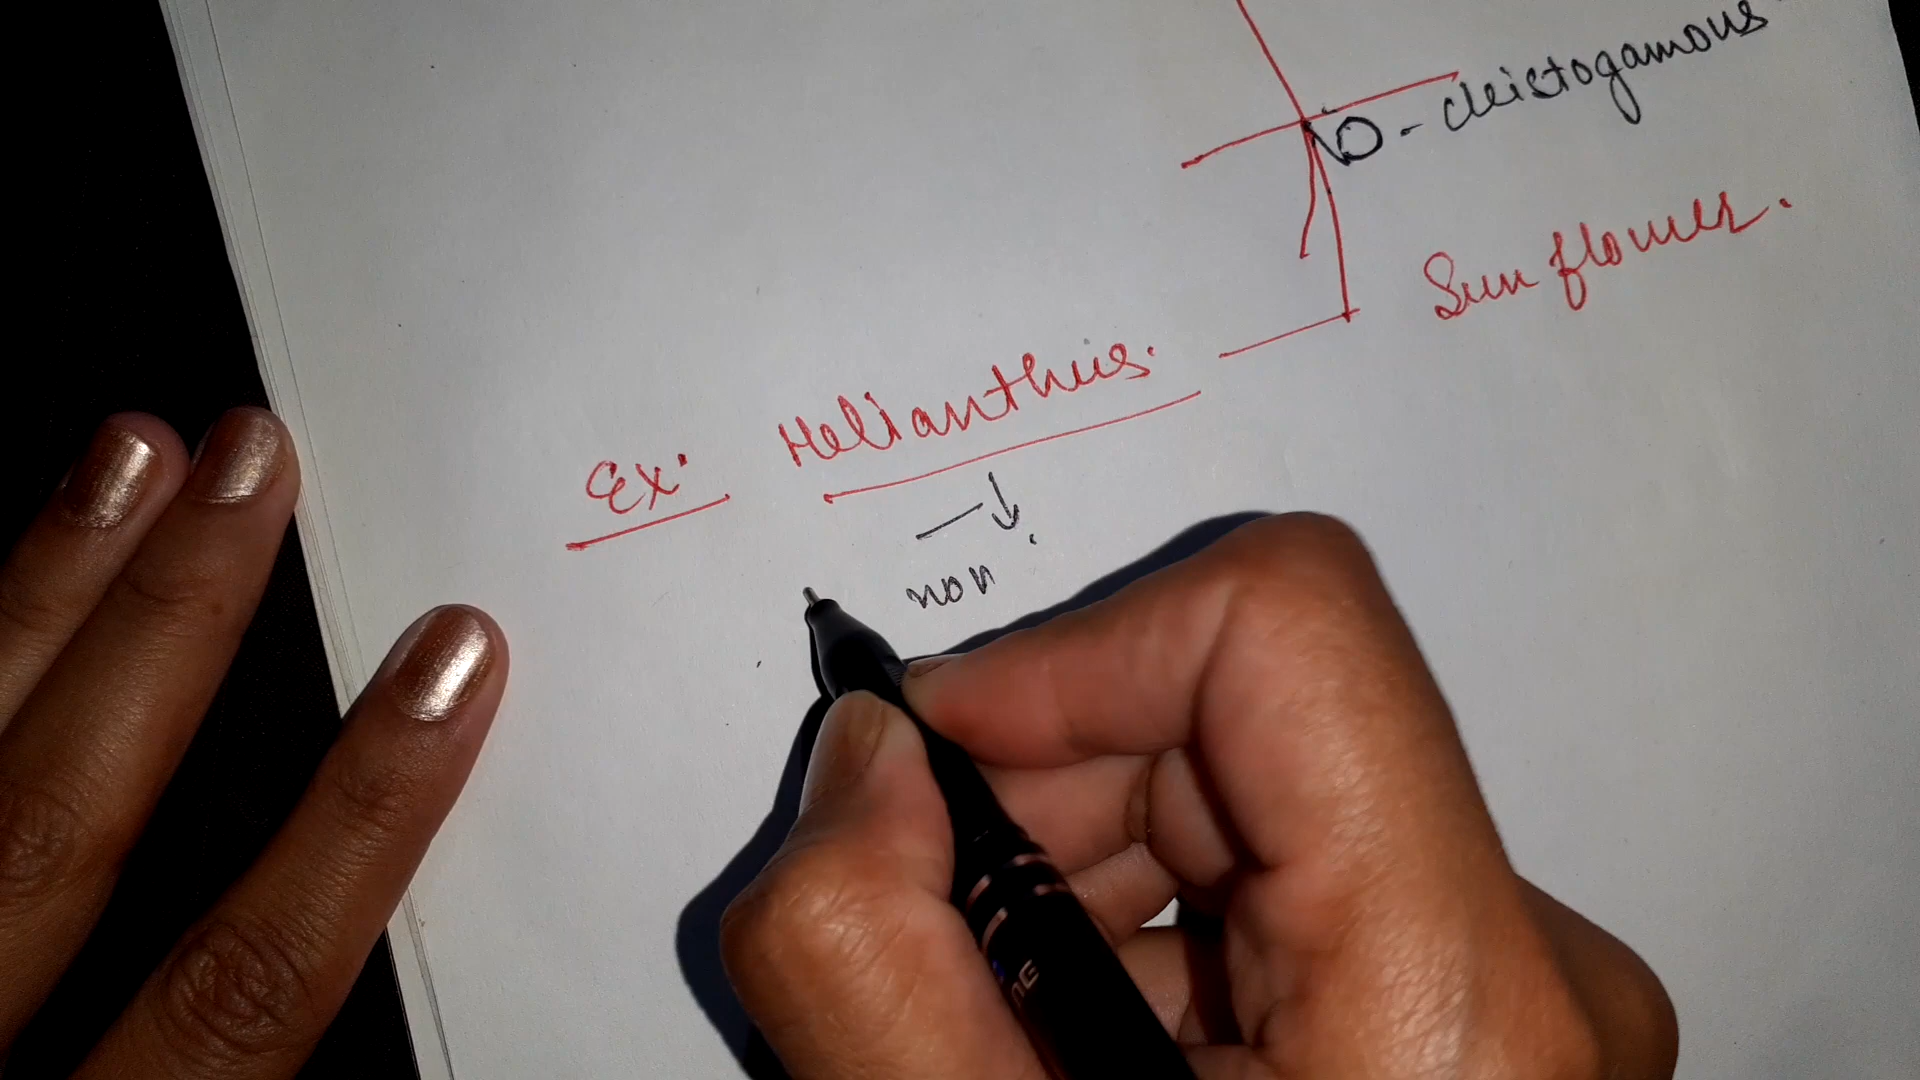 cleistogamous
Sun flower.
Ex: Helianthus.
non